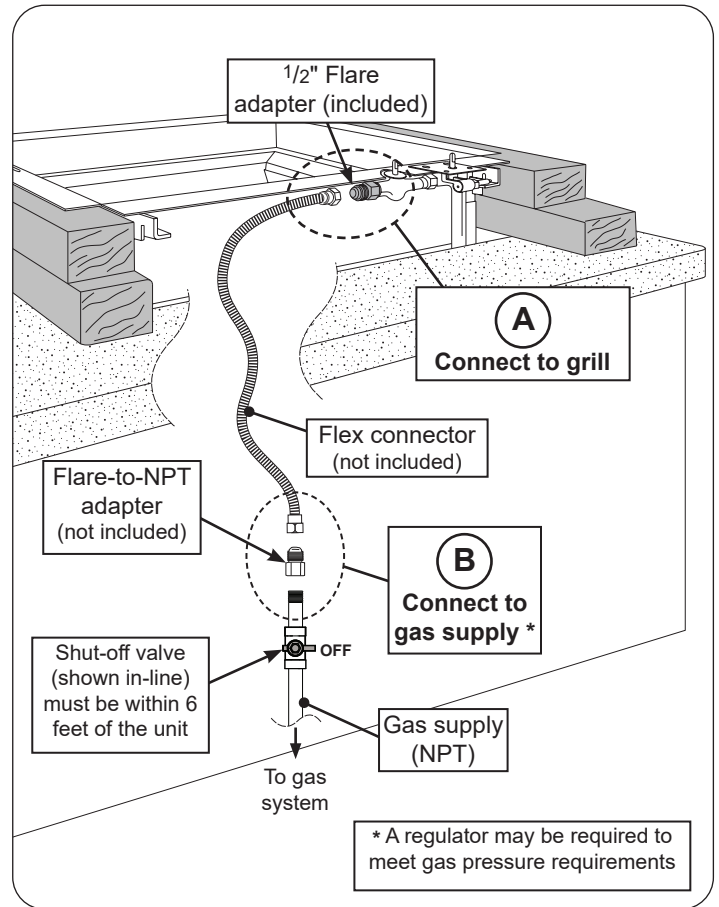 1/2" Flare
adapter (included)
A
Connect to grill
Flex connector
(not included)
Flare-to-NPT
adapter
(not included)
B
Connect to
gas supply *
Shut-off valve
(shown in-line)
must be within 6
feet of the unit
OFF
Gas supply
(NPT)
To gas
system
* A regulator may be required to
meet gas pressure requirements